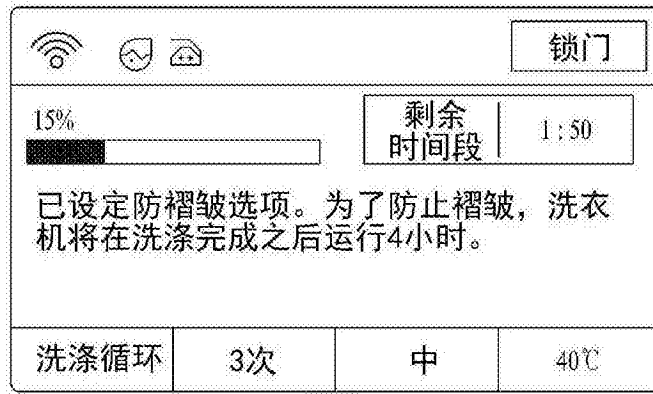 锁门
15%
剩余
时间段
1:50
已设定防褶皱选项。为了防止褶皱，洗衣
机将在洗涤完成之后运行4小时。
洗涤循环
3次
中
40℃